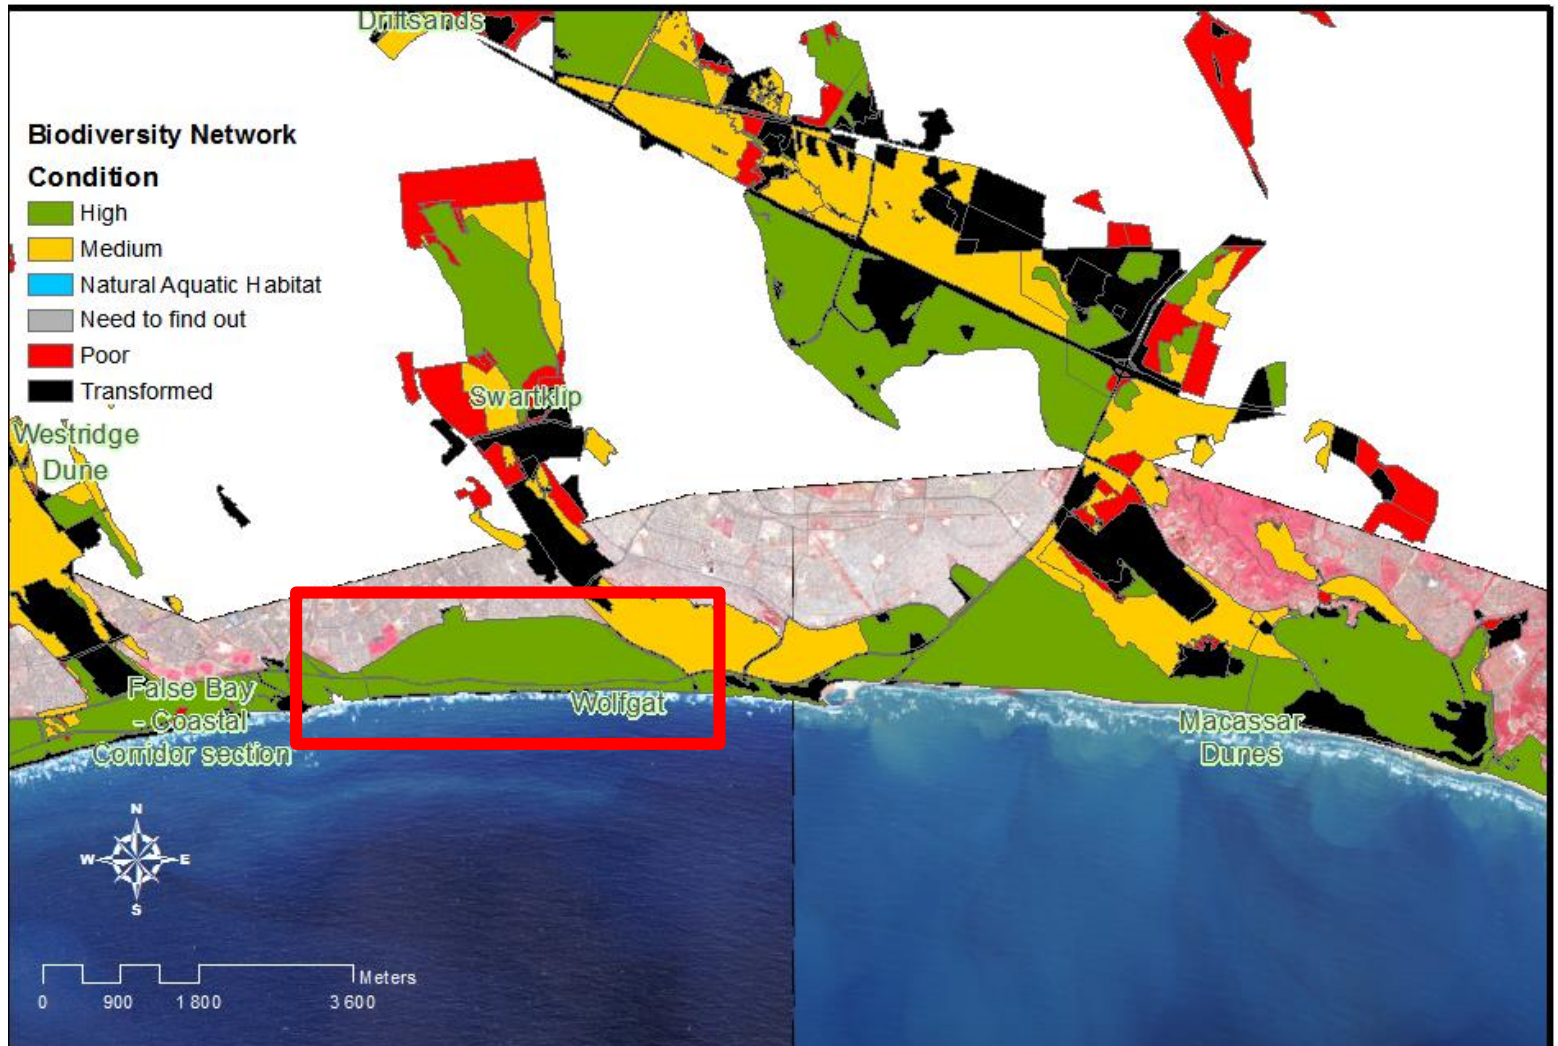 Driftsands
Biodiversity Network
Condition
High
Medium
Natural Aquatic Habitat
Need to find out
Poor
Transformed
Swartklip
Westridge
Dune
False Bay
- Coastal
Corridor section
Wolfgat
Macassar
Dunes
N
W E
S
Meters
0 900 1 800 3 600